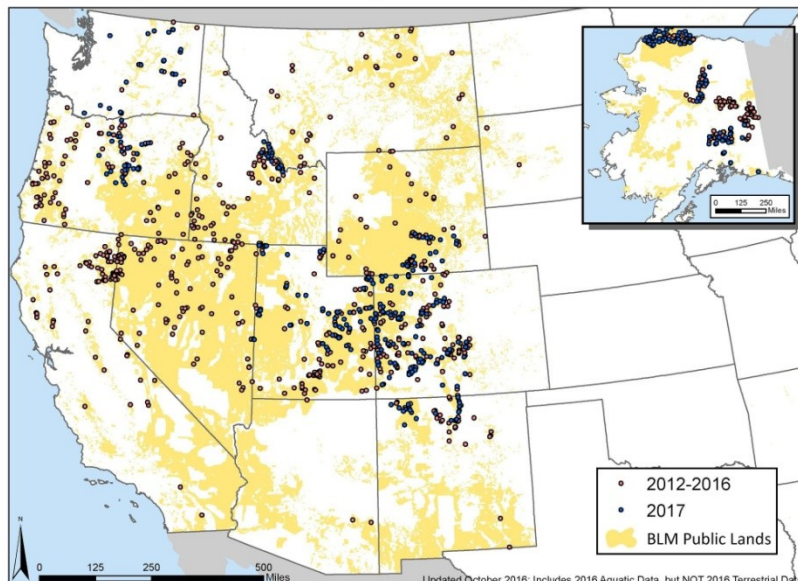 0 125 250
Miles
2012-2016
2017
BLM Public Lands
N
0 125 250 500
Miles
Updated October 2016; Includes 2016 Aquatic Data, but NOT 2016 Terrestrial